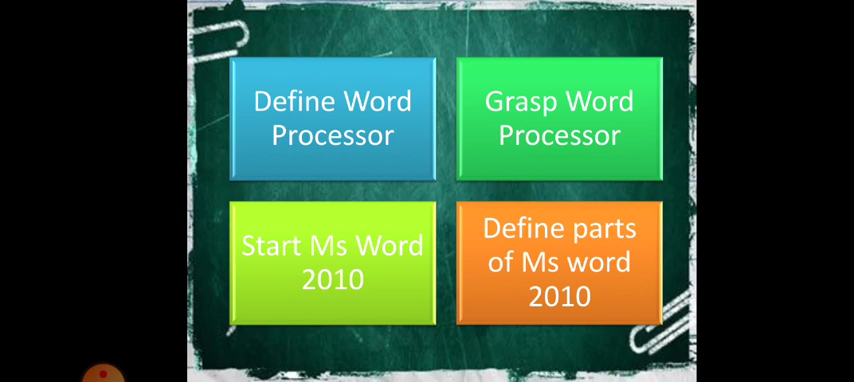 Define Word
Processor
Grasp Word
Processor
Start Ms Word
2010
Define parts
of Ms word
2010